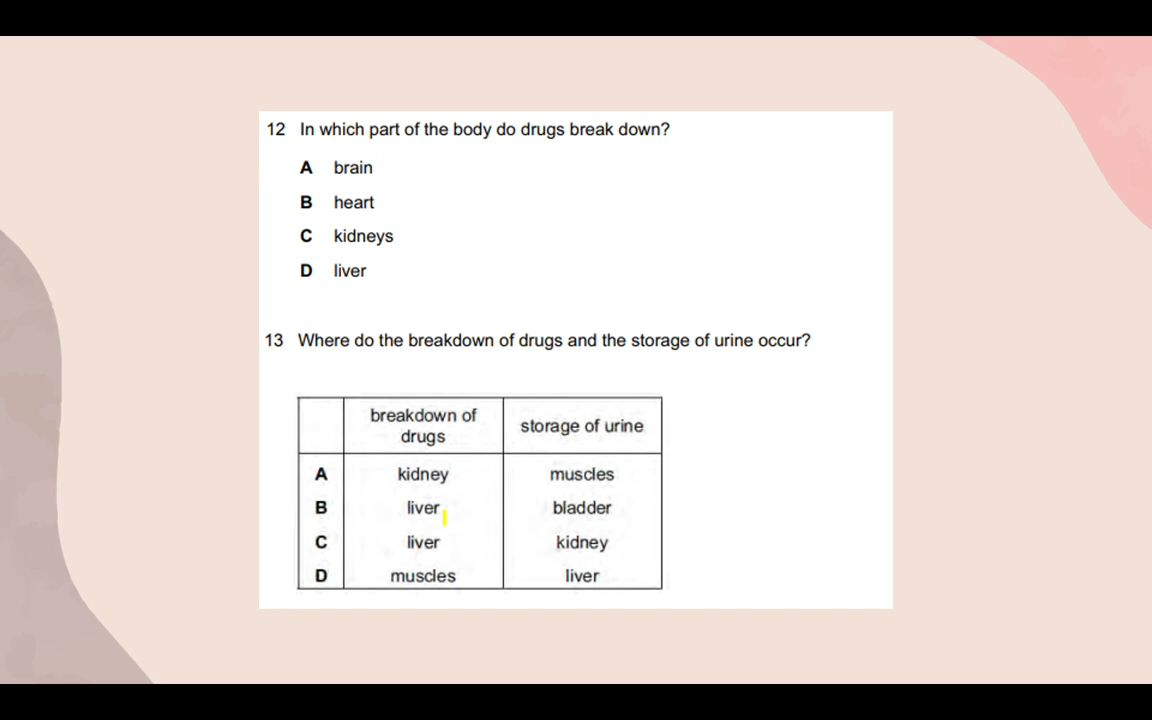 12 In which part of the body do drugs break down?
A brain
B heart
C kidneys
D liver
13 Where do the breakdown of drugs and the storage of urine occur?
breakdown of drugs storage of urine
A kidney muscles
B liver bladder
C liver kidney
D muscles liver